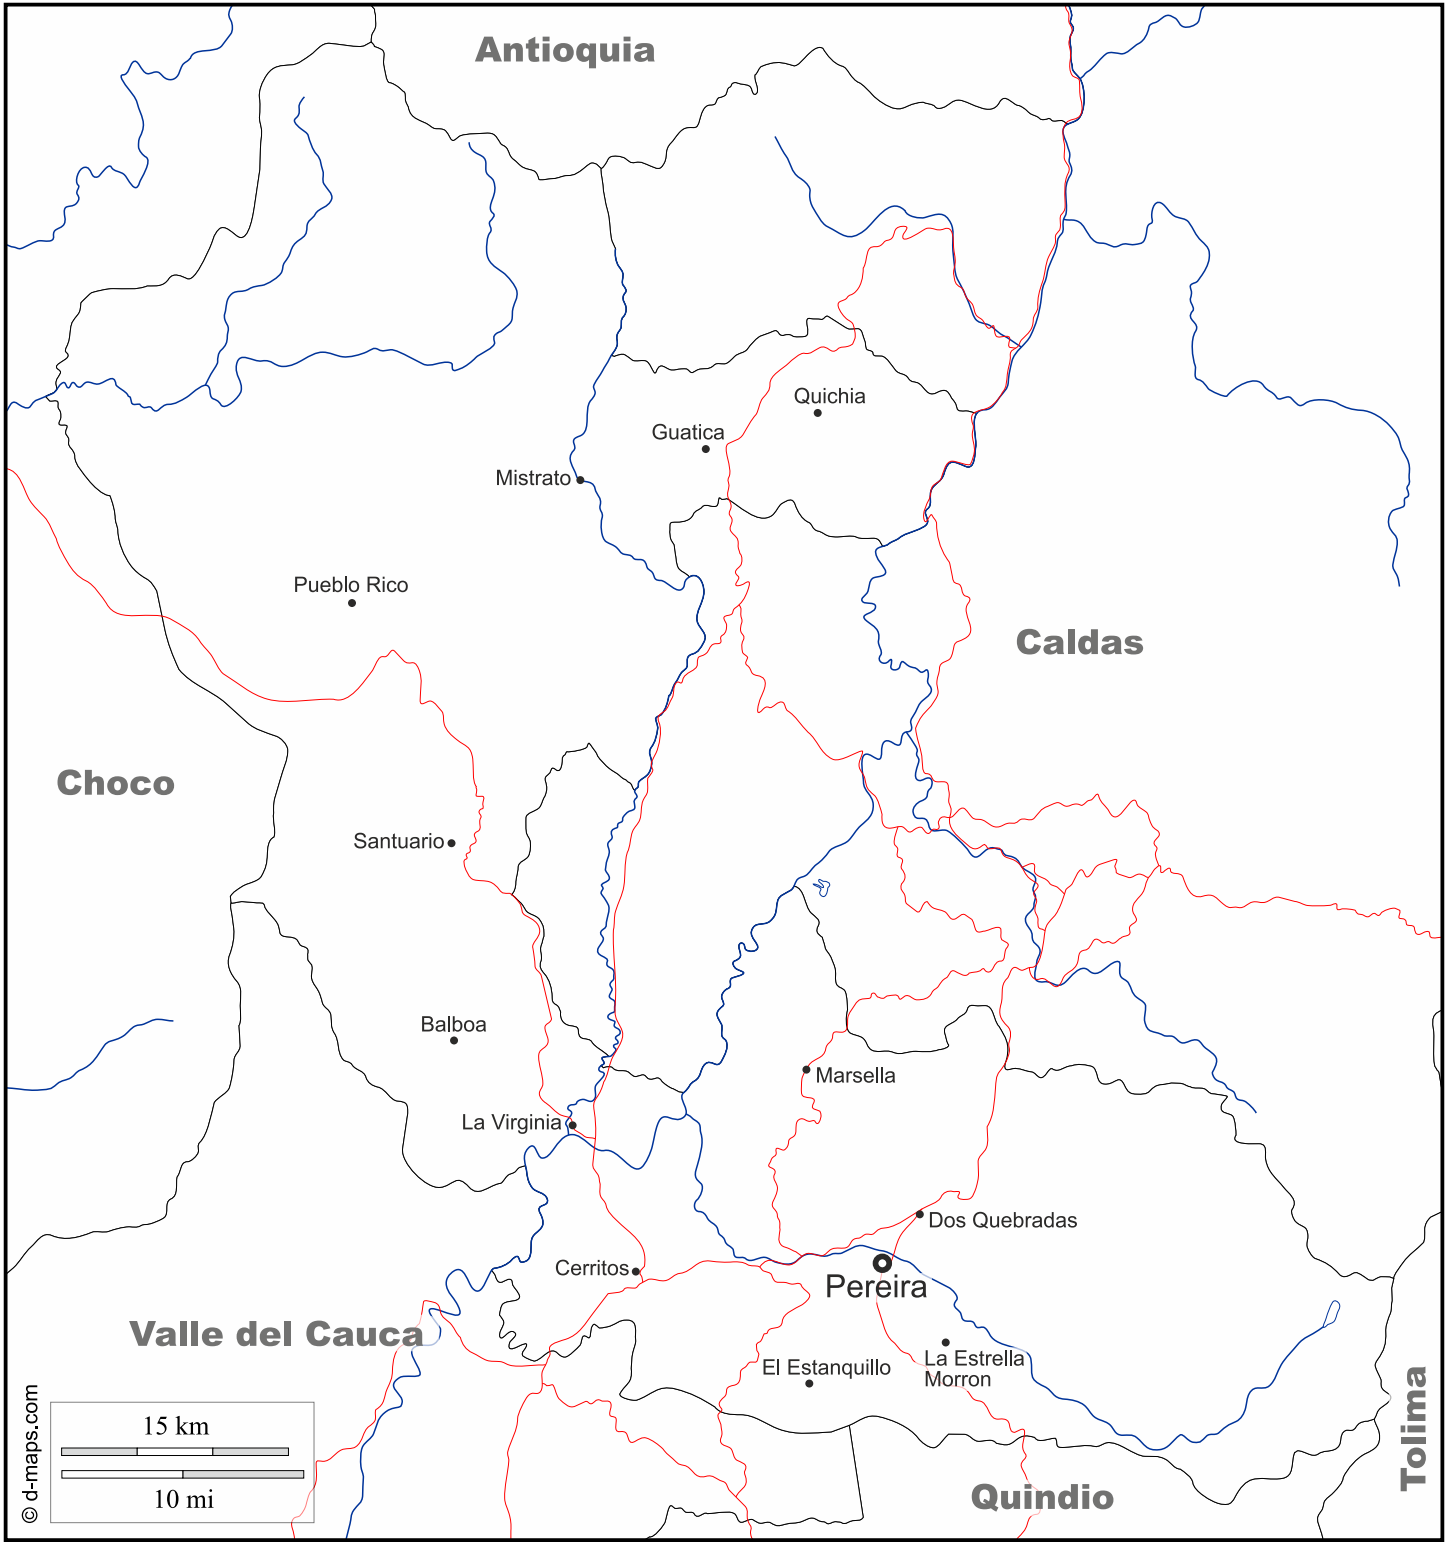 Antioquia
Quichia
Guatica
Mistrato
Pueblo Rico
Caldas
Choco
Santuario
Balboa
Marsella
La Virginia
Dos Quebradas
Cerritos
Pereira
Valle del Cauca
La Estrella
Morron
El Estanquillo
Tolima
Quindio
15 km
10 mi
© d-maps.com